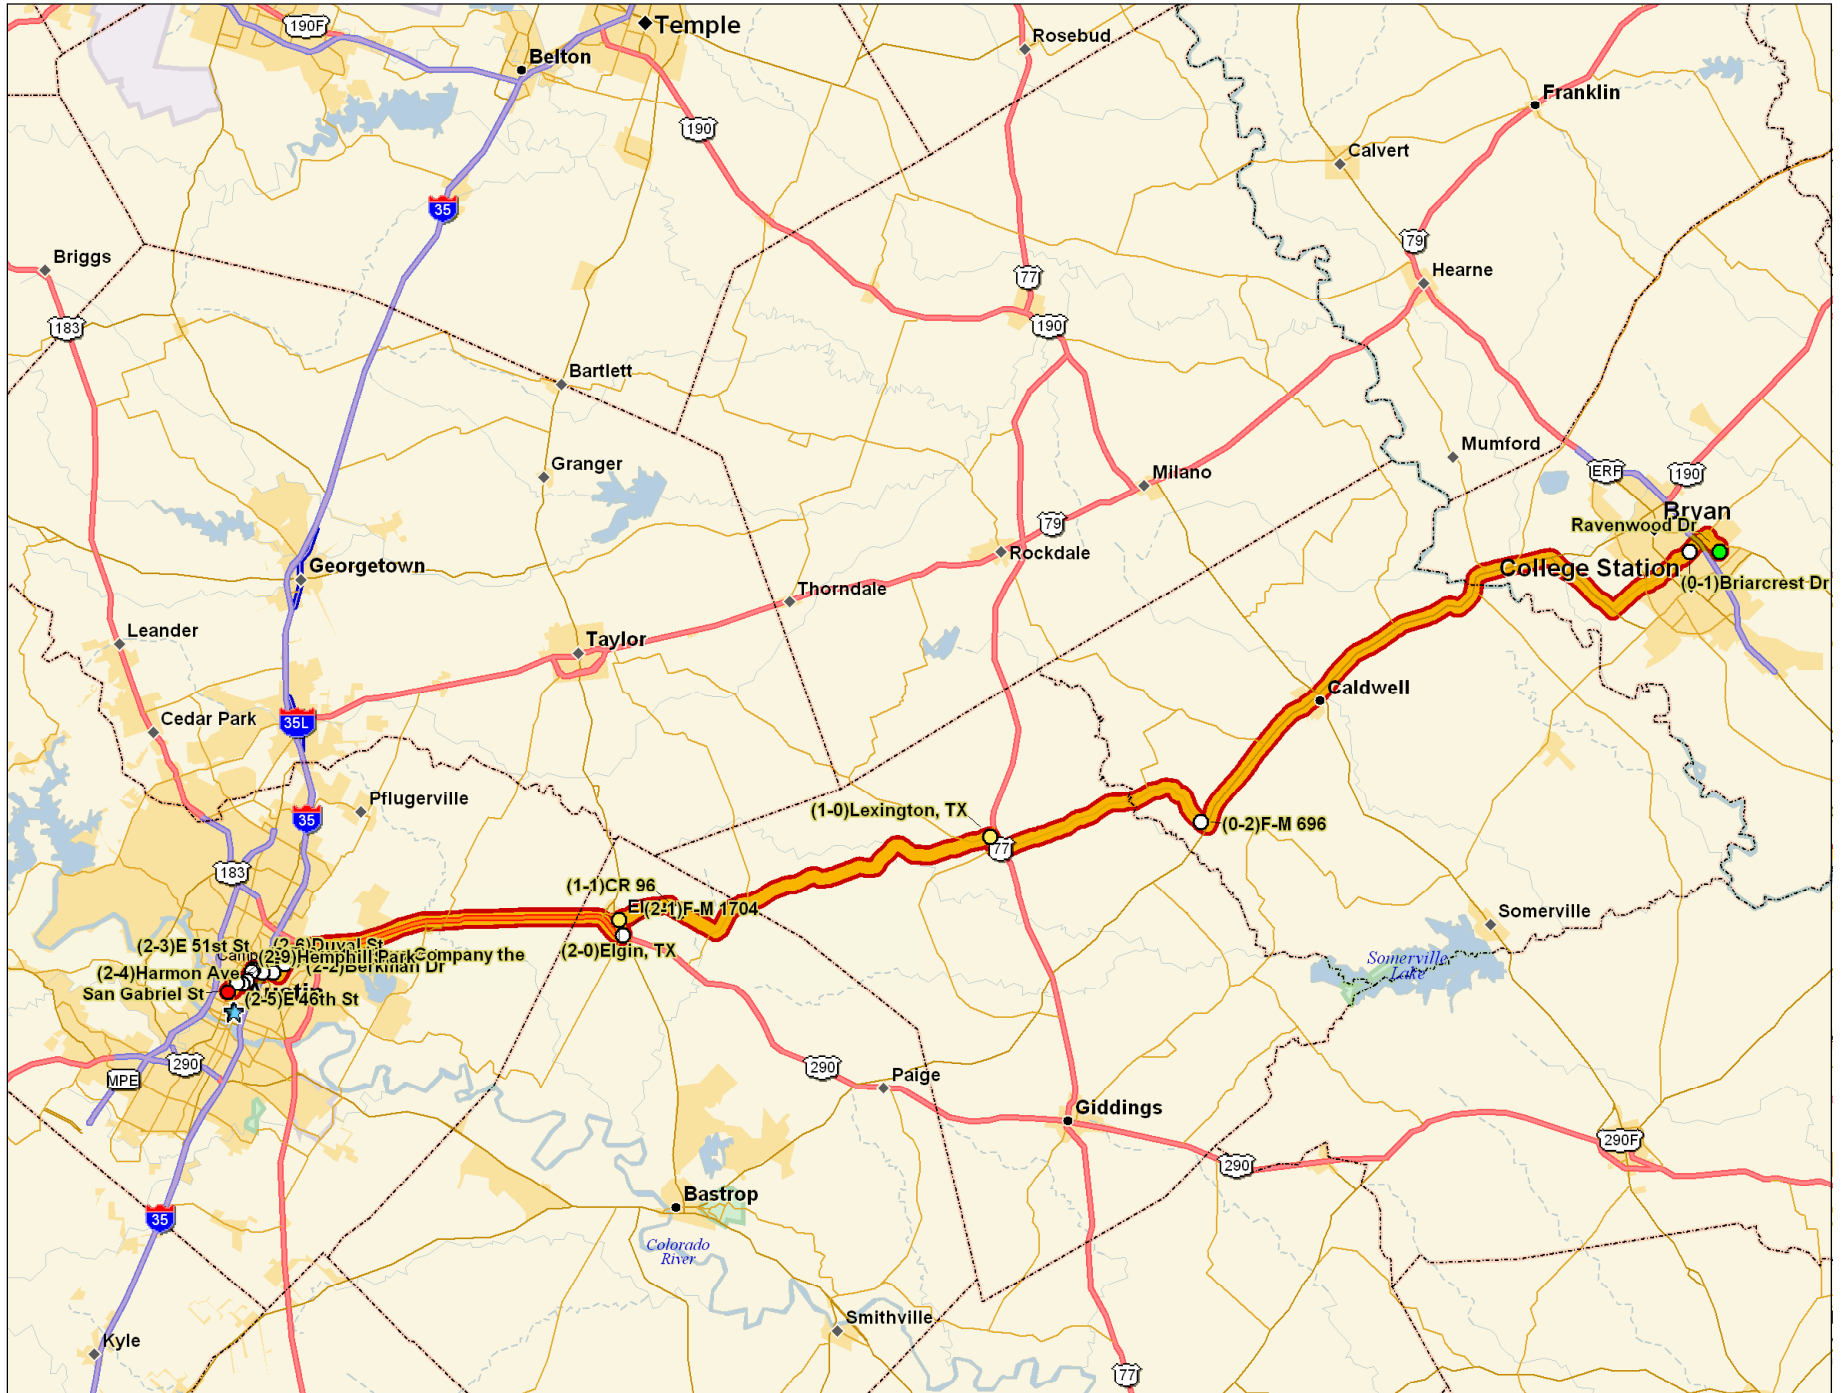 190F
Temple
Rosebud
Belton
Franklin
190
Calvert
35
79
Briggs
Hearne
77
183
190
Bartlett
Mumford
Granger
Milano
ERF
190
Bryan
79
Ravenwood Dr
Rockdale
Georgetown
College Station
(0-1)Briarcrest Dr
Thorndale
Leander
Taylor
Caldwell
Cedar Park
35L
Pflugerville
(1-0)Lexington, TX
35
(0-2)F-M 696
77
183
(1-1)CR 96
El(2-1)F-M 1704
Somerville
(2-3)E 51st St
(2-6)Duval St
(2-0)Elgin, TX
(2-9)Hemphill Park
Company the
(2-2)Berkman Dr
Somerville
Lake
(2-4)Harmon Ave
San Gabriel St
(2-5)E 46th St
290
290
MPE
Paige
Giddings
290F
290
Bastrop
35
Colorado
River
Smithville
Kyle
77